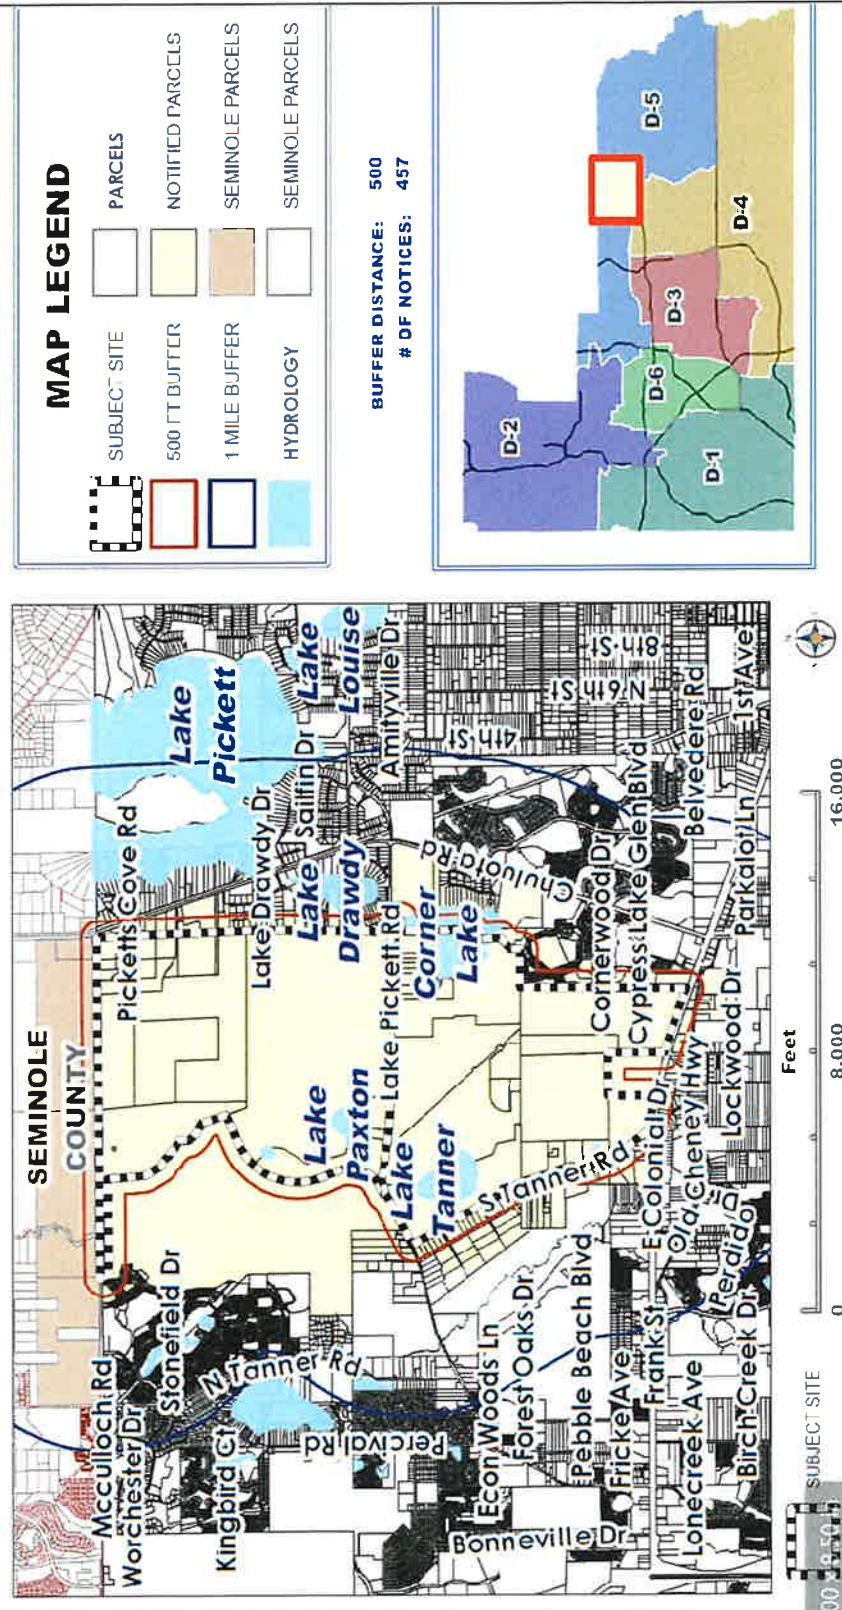 MAP LEGEND
SUBJECT SITE
PARCELS
500 FT BUFFER
NOTIFIED PARCELS
1 MILE BUFFER
SEMINOLE PARCELS
HYDROLOGY
SEMINOLE PARCELS
BUFFER DISTANCE: 500
# OF NOTICES: 457
D-2
D-5
D-6
D-3
D-4
D-1
SEMINOLE
COUNTY
Mcculloch Rd
Worchester Dr
Picketts Cove Rd
Stonefield Dr
Lake
Pickett
Kingbird Ct
N Tanner Rd
Lake Drawdy Dr
Sailfin Dr
Lake
Drawdy
Lake
Louise
Lake
Paxton
Percival Rd
Lake Pickett Rd
Amityville Dr
Lake
Tanner
Corner
Lake
Chuluota Rd
4th St
Econ Woods Ln
Forest Oaks Dr
S Tanner Rd
N 6th St
8th St
Bonneville Dr
Pebble Beach Blvd
Fricke Ave
Cornerwood Dr
Cypress Lake Glen Blvd
Frank St
E Colonial Dr
Old Cheney Hwy
Belvedere Rd
Lonecreek Ave
Perdido
Lockwood Dr
Parkalot Ln
1st Ave
Birch Creek Dr
SUBJECT SITE
Feet
0
8,000
16,000
00 x 8.50